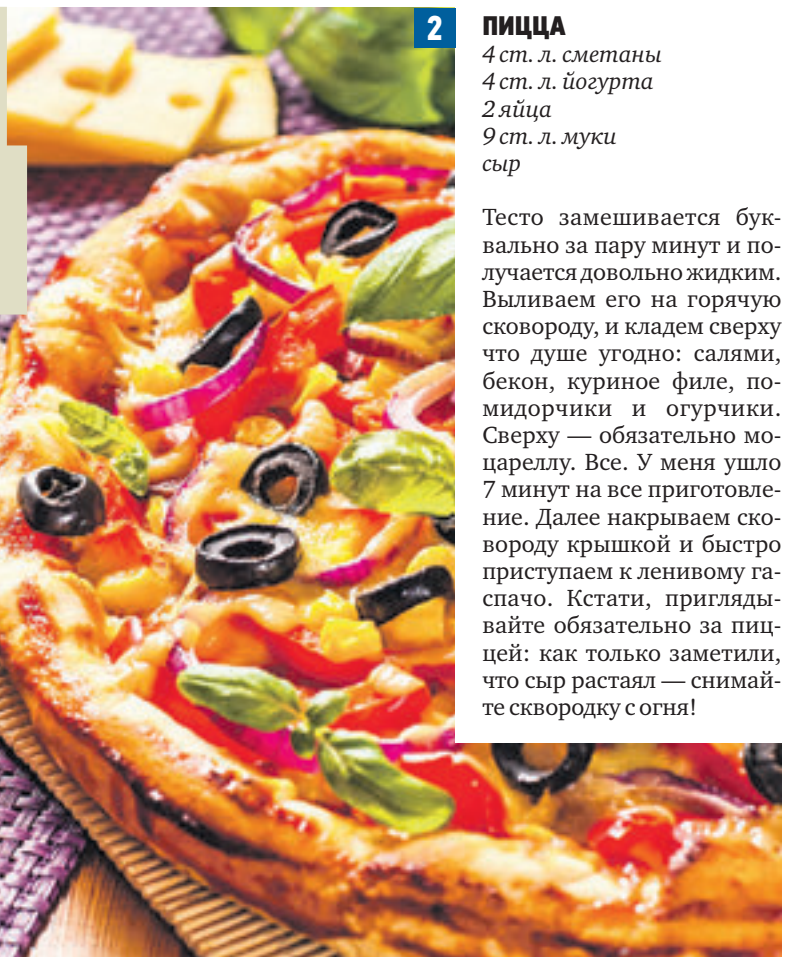 2
ПИЦЦА
4 ст. л. сметаны
4 ст. л. йогурта
2 яйца
9 ст. л. муки
сыр
Тесто замешивается бук-
вально за пару минут и по-
лучается довольно жидким.
Выливаем его на горячую
сковороду, и кладем сверху
что душе угодно: салями,
бекон, куриное филе, по-
мидорчики и огурчики.
Сверху — обязательно мо-
цареллу. Все. У меня ушло
7 минут на все приготовле-
ние. Далее накрываем ско-
вороду крышкой и быстро
приступаем к ленивому га-
спачо. Кстати, пригляды-
вайте обязательно за пиц-
цей: как только заметили,
что сыр растаял — снимай-
те сквородку с огня!